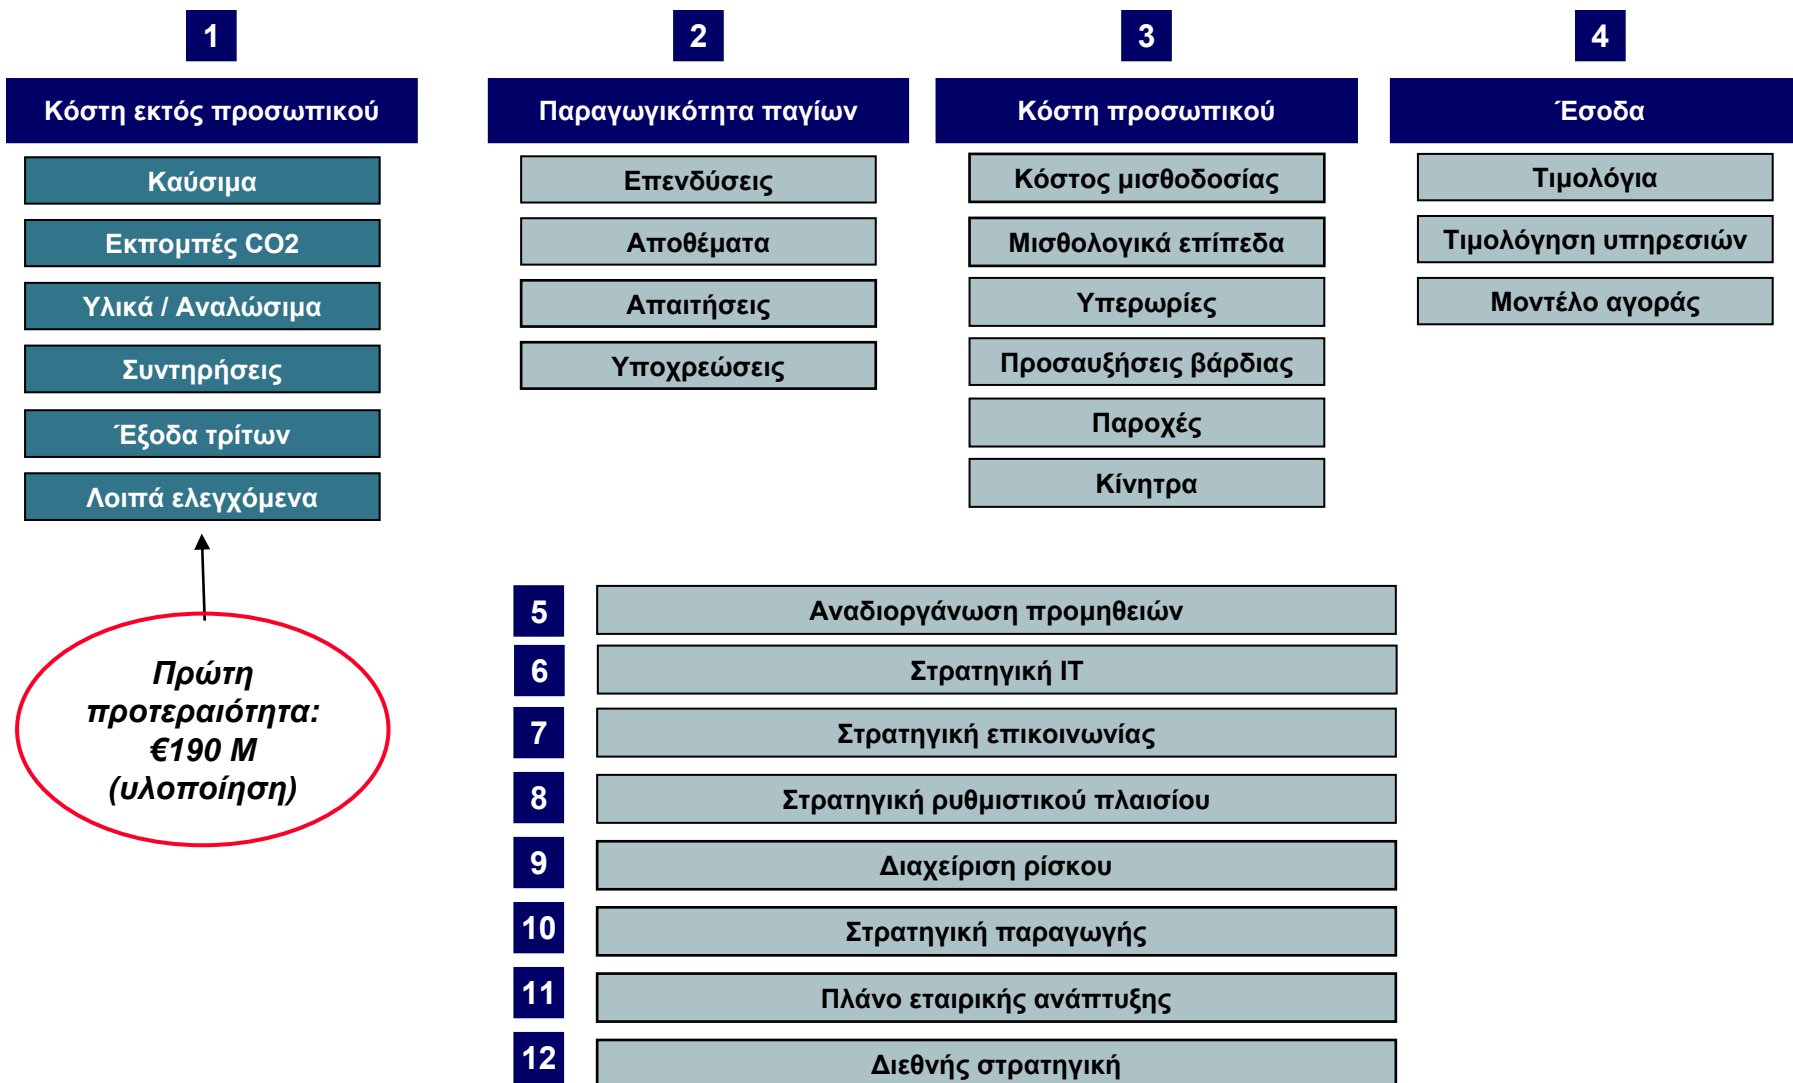 1
Κόστη εκτός προσωπικού
Καύσιμα
Εκπομπές CO2
Υλικά / Αναλώσιμα
Συντηρήσεις
Έξοδα τρίτων
Λοιπά ελεγχόμενα
Πρώτη
προτεραιότητα:
€190 M
(υλοποίηση)
2
Παραγωγικότητα παγίων
Επενδύσεις
Αποθέματα
Απαιτήσεις
Υποχρεώσεις
3
Κόστη προσωπικού
Κόστος μισθοδοσίας
Μισθολογικά επίπεδα
Υπερωρίες
Προσαυξήσεις βάρδιας
Παροχές
Κίνητρα
4
Έσοδα
Τιμολόγια
Τιμολόγηση υπηρεσιών
Μοντέλο αγοράς
5 Αναδιοργάνωση προμηθειών
6 Στρατηγική IT
7 Στρατηγική επικοινωνίας
8 Στρατηγική ρυθμιστικού πλαισίου
9 Διαχείριση ρίσκου
10 Στρατηγική παραγωγής
11 Πλάνο εταιρικής ανάπτυξης
12 Διεθνής στρατηγική